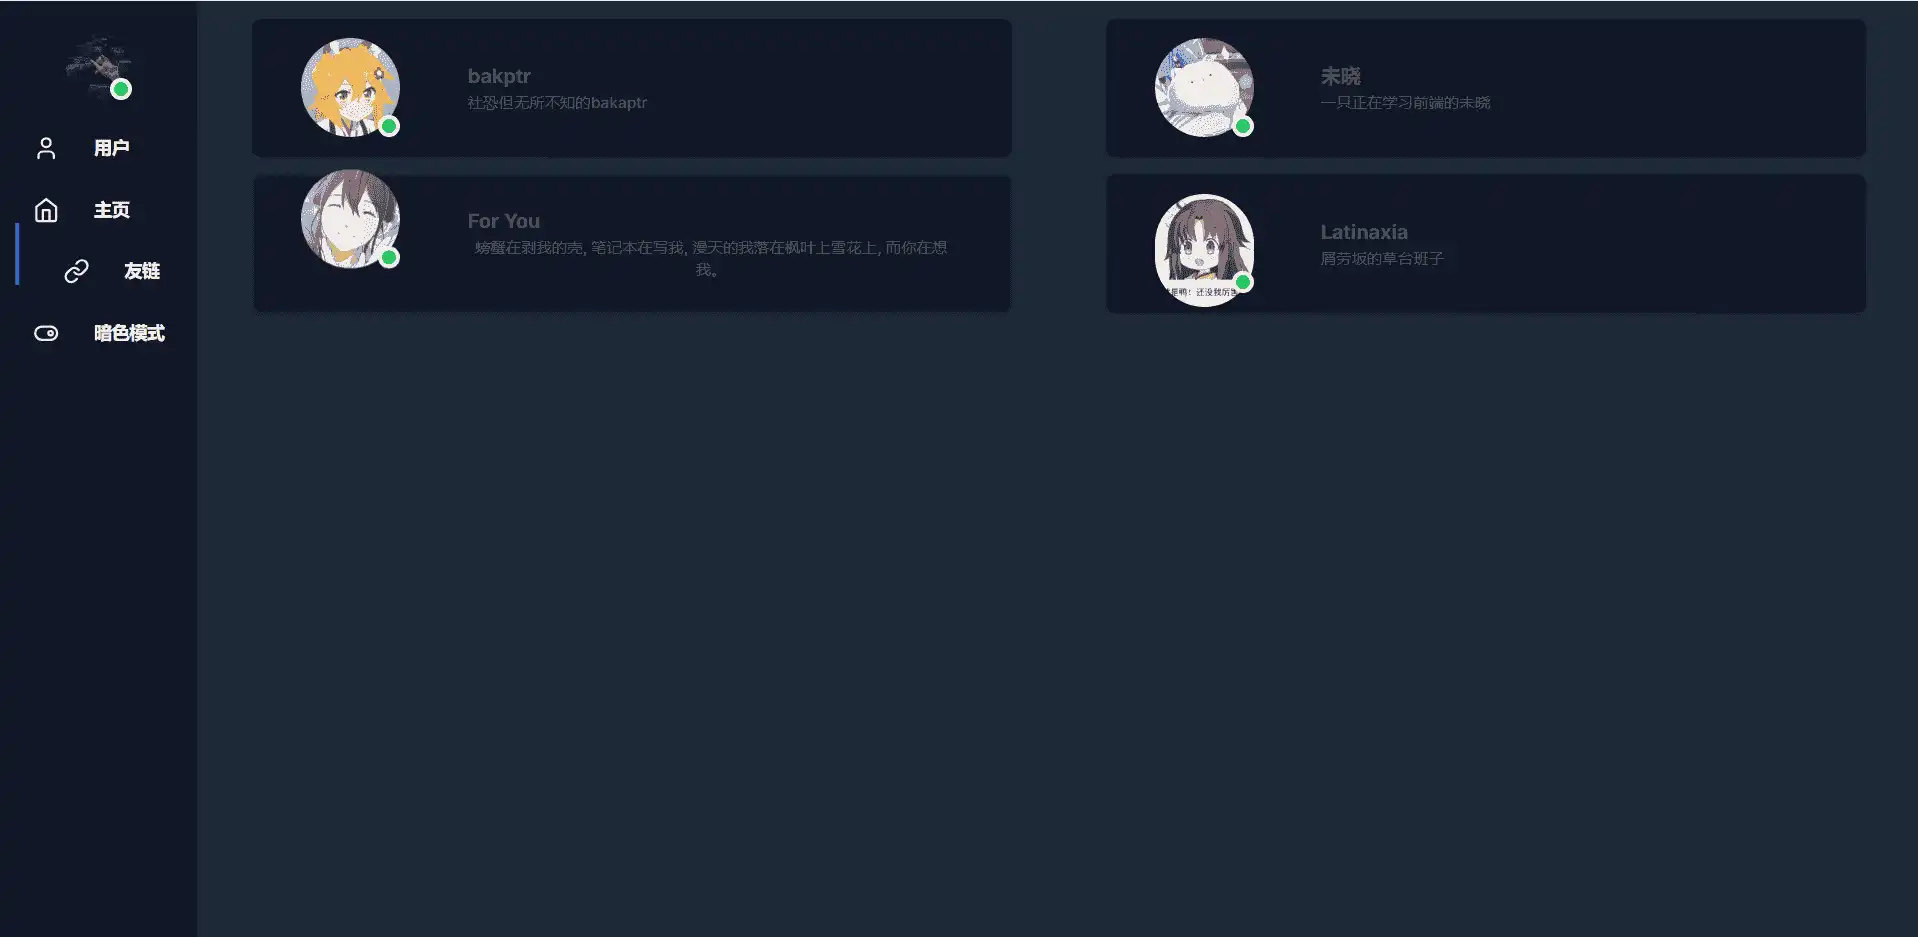 用户
主页
友链
暗色模式
bakptr
社恐但无所不知的bakaptr
未晓
一只正在学习前端的未晓
For You
螃蟹在剥我的壳, 笔记本在写我, 漫天的我落在枫叶上雪花上, 而你在想
我。
Latinaxia
屑劳坂的草台班子
是鸭！还没我厉害